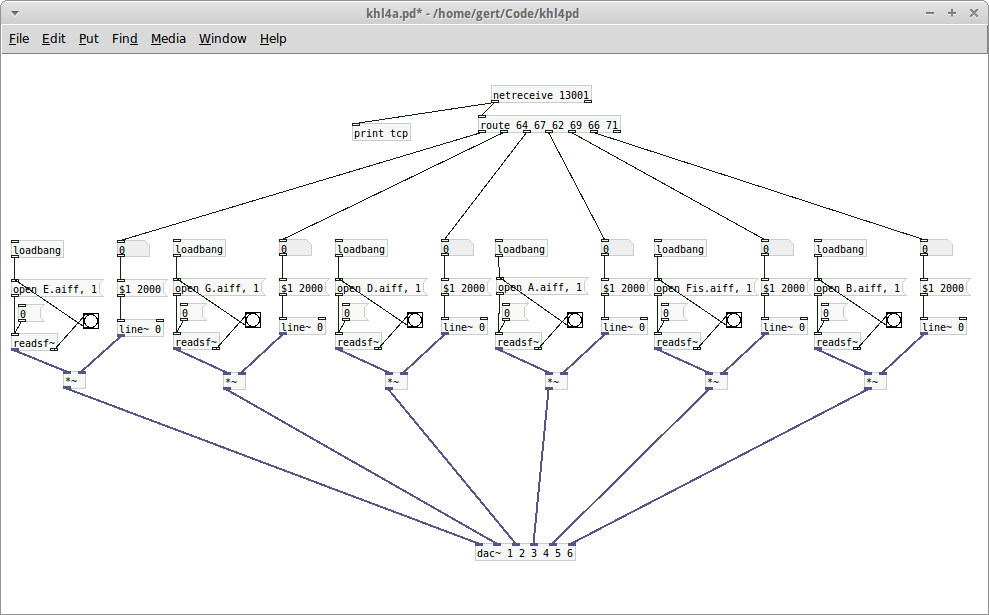 khl4a.pd* - /home/gert/Code/khl4pd
File Edit Put Find Media Window Help
netreceive 13001
print tcp
route 64 67 62 69 66 71
loadbang 0 loadbang 0 loadbang 0 loadbang 0 loadbang 0 loadbang 0
open E.aiff, 1 $1 2000 open G.aiff, 1 $1 2000 open D.aiff, 1 $1 2000 open A.aiff, 1 $1 2000 open Fis.aiff, 1 $1 2000 open B.aiff, 1 $1 2000
0 0 0 0 0 0
line~ 0 line~ 0 line~ 0 line~ 0 line~ 0 line~ 0
readsf~ readsf~ readsf~ readsf~ readsf~ readsf~
*~ *~ *~ *~ *~ *~
dac~ 1 2 3 4 5 6